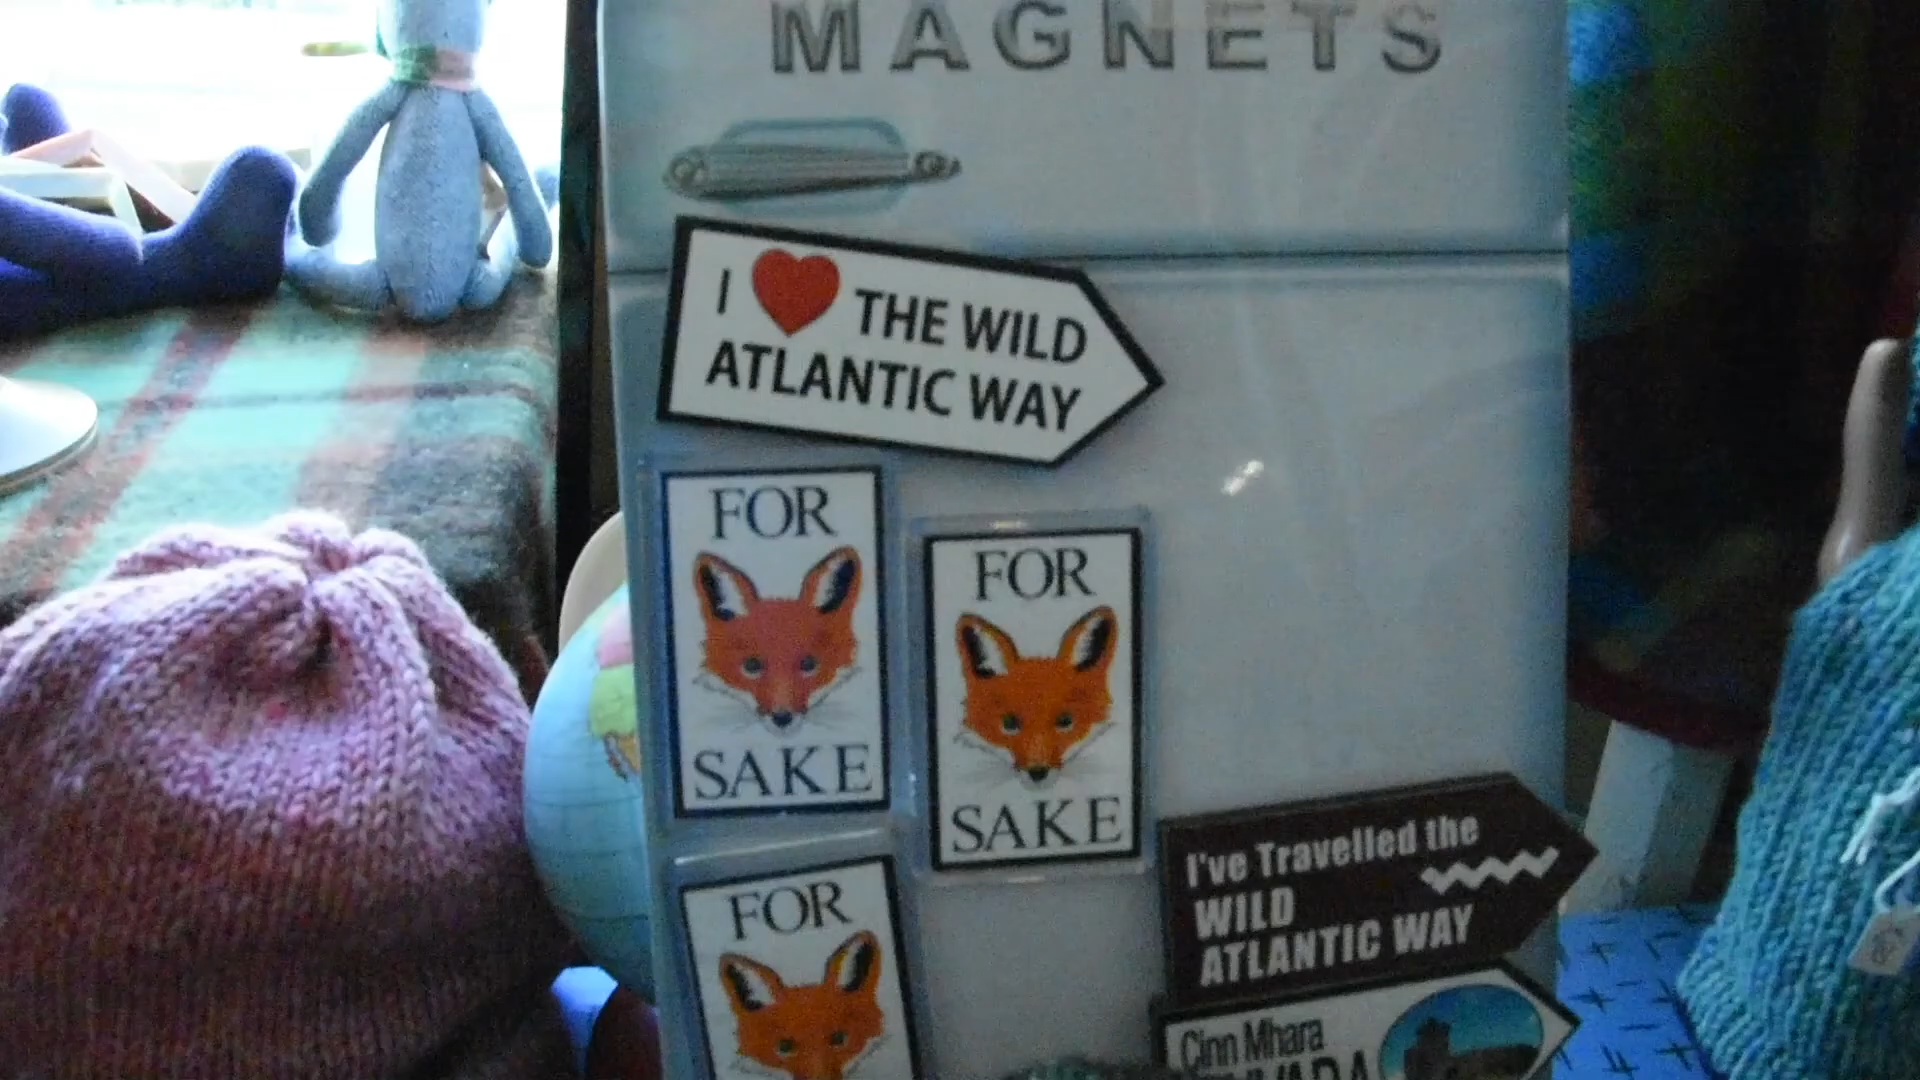 MAGNETS
I THE WILD
ATLANTIC WAY
FOR
SAKE
FOR
SAKE
FOR
I've Travelled the
WILD
ATLANTIC WAY
Cinn Mhara